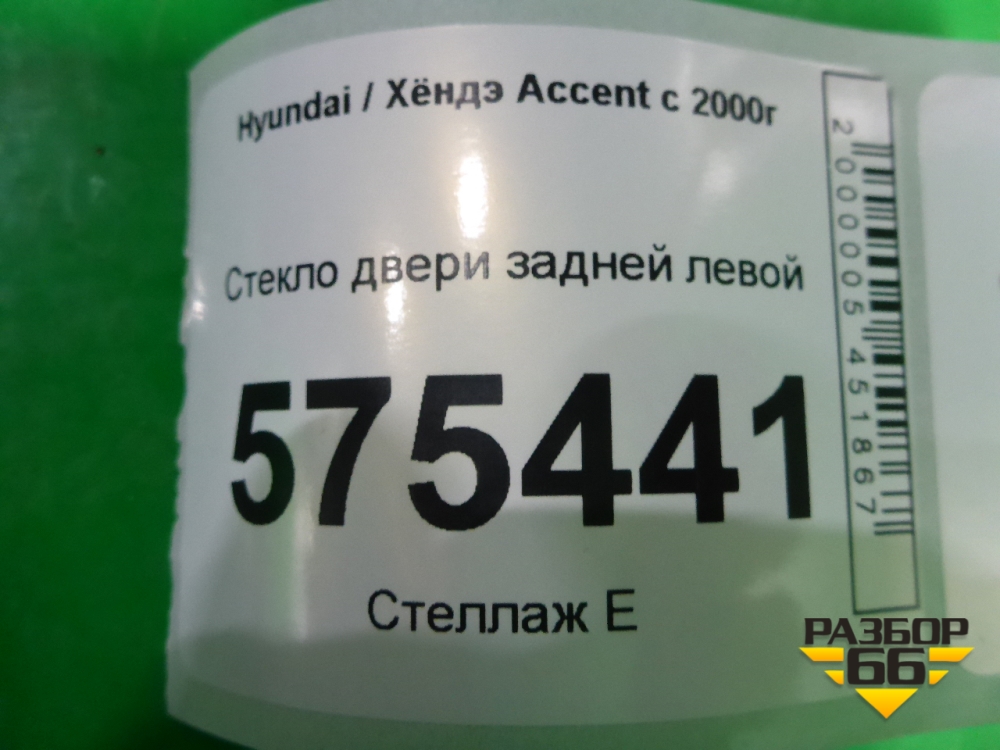 Hyundai / Хёндэ Accent с 2000г
Стекло двери задней левой
575441
Стеллаж Е
2000005451867
РАЗБОР
66